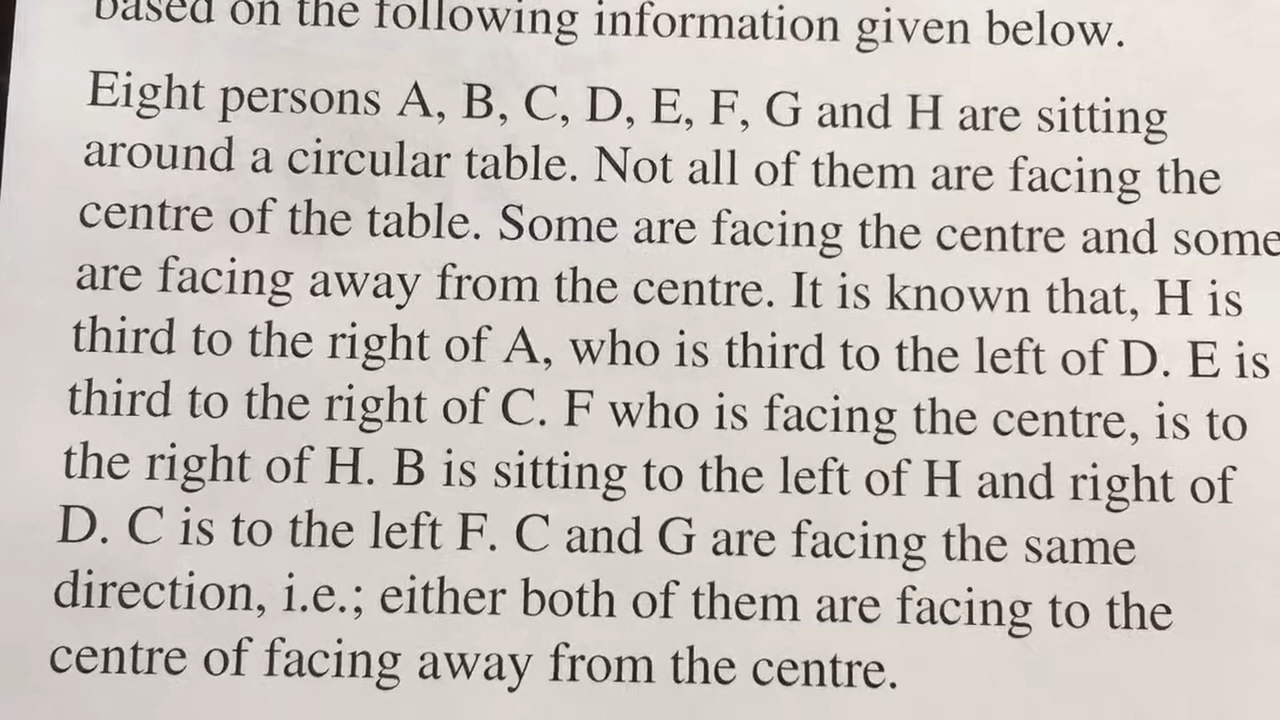 based on the following information given below.
Eight persons A, B, C, D, E, F, G and H are sitting
around a circular table. Not all of them are facing the
centre of the table. Some are facing the centre and some
are facing away from the centre. It is known that, H is
third to the right of A, who is third to the left of D. E is
third to the right of C. F who is facing the centre, is to
the right of H. B is sitting to the left of H and right of
D. C is to the left F. C and G are facing the same
direction, i.e.; either both of them are facing to the
centre of facing away from the centre.